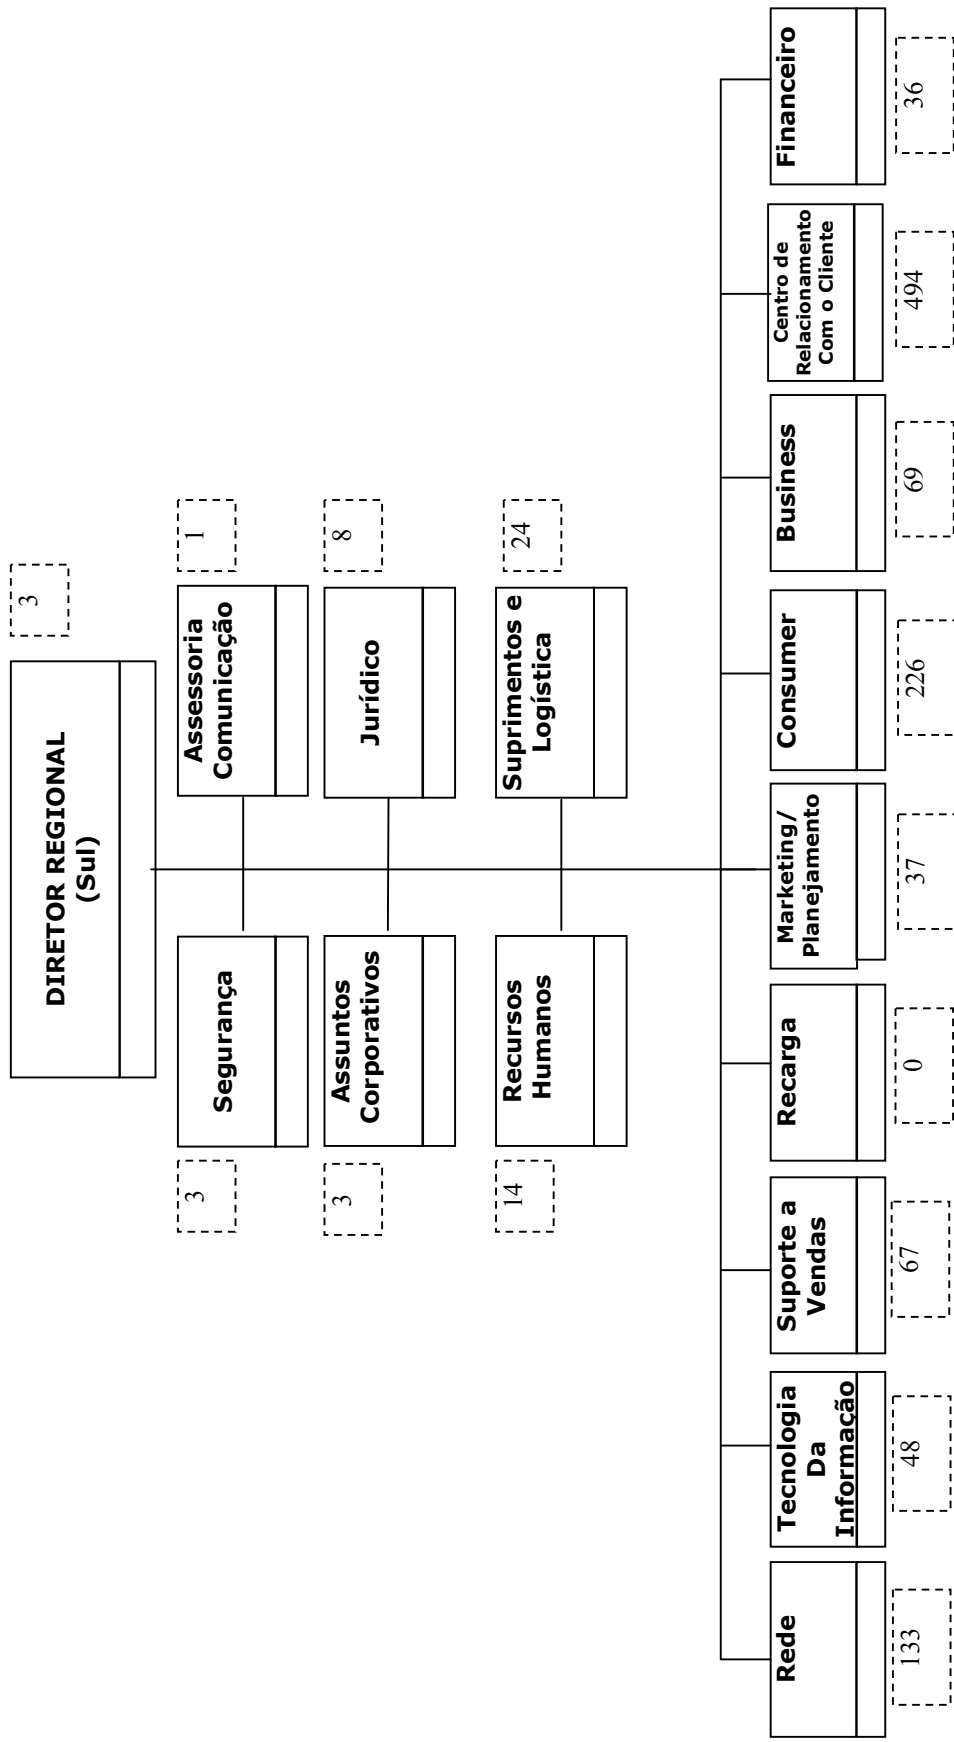 3
DIRETOR REGIONAL
(Sul)
3
Segurança
Assessoria
Comunicação
1
3
Assuntos
Corporativos
Jurídico
8
14
Recursos
Humanos
Suprimentos e
Logística
24
Rede
Tecnologia
Da
Informação
Suporte a
Vendas
Recarga
Marketing/
Planejamento
Consumer
Business
Centro de
Relacionamento
Com o Cliente
Financeiro
133
48
67
0
37
226
69
494
36